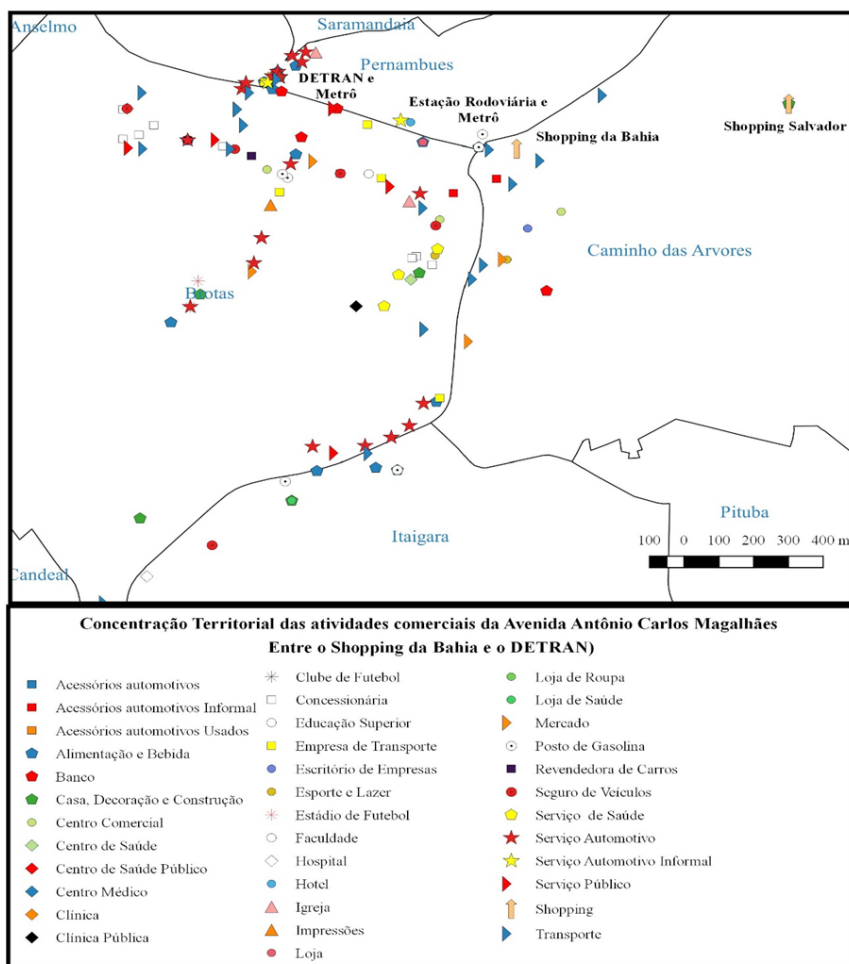 Anselmo
Saramandaia
Pernambues
DETRAN e
Metrô
Estação Rodoviária e
Metrô
Shopping da Bahia
Shopping Salvador
Caminho das Arvores
Brotas
Itaigara
Pituba
Candeal
100 0 100 200 300 400 m
Concentração Territorial das atividades comerciais da Avenida Antônio Carlos Magalhães
Entre o Shopping da Bahia e o DETRAN)
Acessórios automotivos
Acessórios automotivos Informal
Acessórios automotivos Usados
Alimentação e Bebida
Banco
Casa, Decoração e Construção
Centro Comercial
Centro de Saúde
Centro de Saúde Público
Centro Médico
Clínica
Clínica Pública
Clube de Futebol
Concessionária
Educação Superior
Empresa de Transporte
Escritório de Empresas
Esporte e Lazer
Estádio de Futebol
Faculdade
Hospital
Hotel
Igreja
Impressões
Loja
Loja de Roupa
Loja de Saúde
Mercado
Posto de Gasolina
Revendedora de Carros
Seguro de Veículos
Serviço de Saúde
Serviço Automotivo
Serviço Automotivo Informal
Serviço Público
Shopping
Transporte